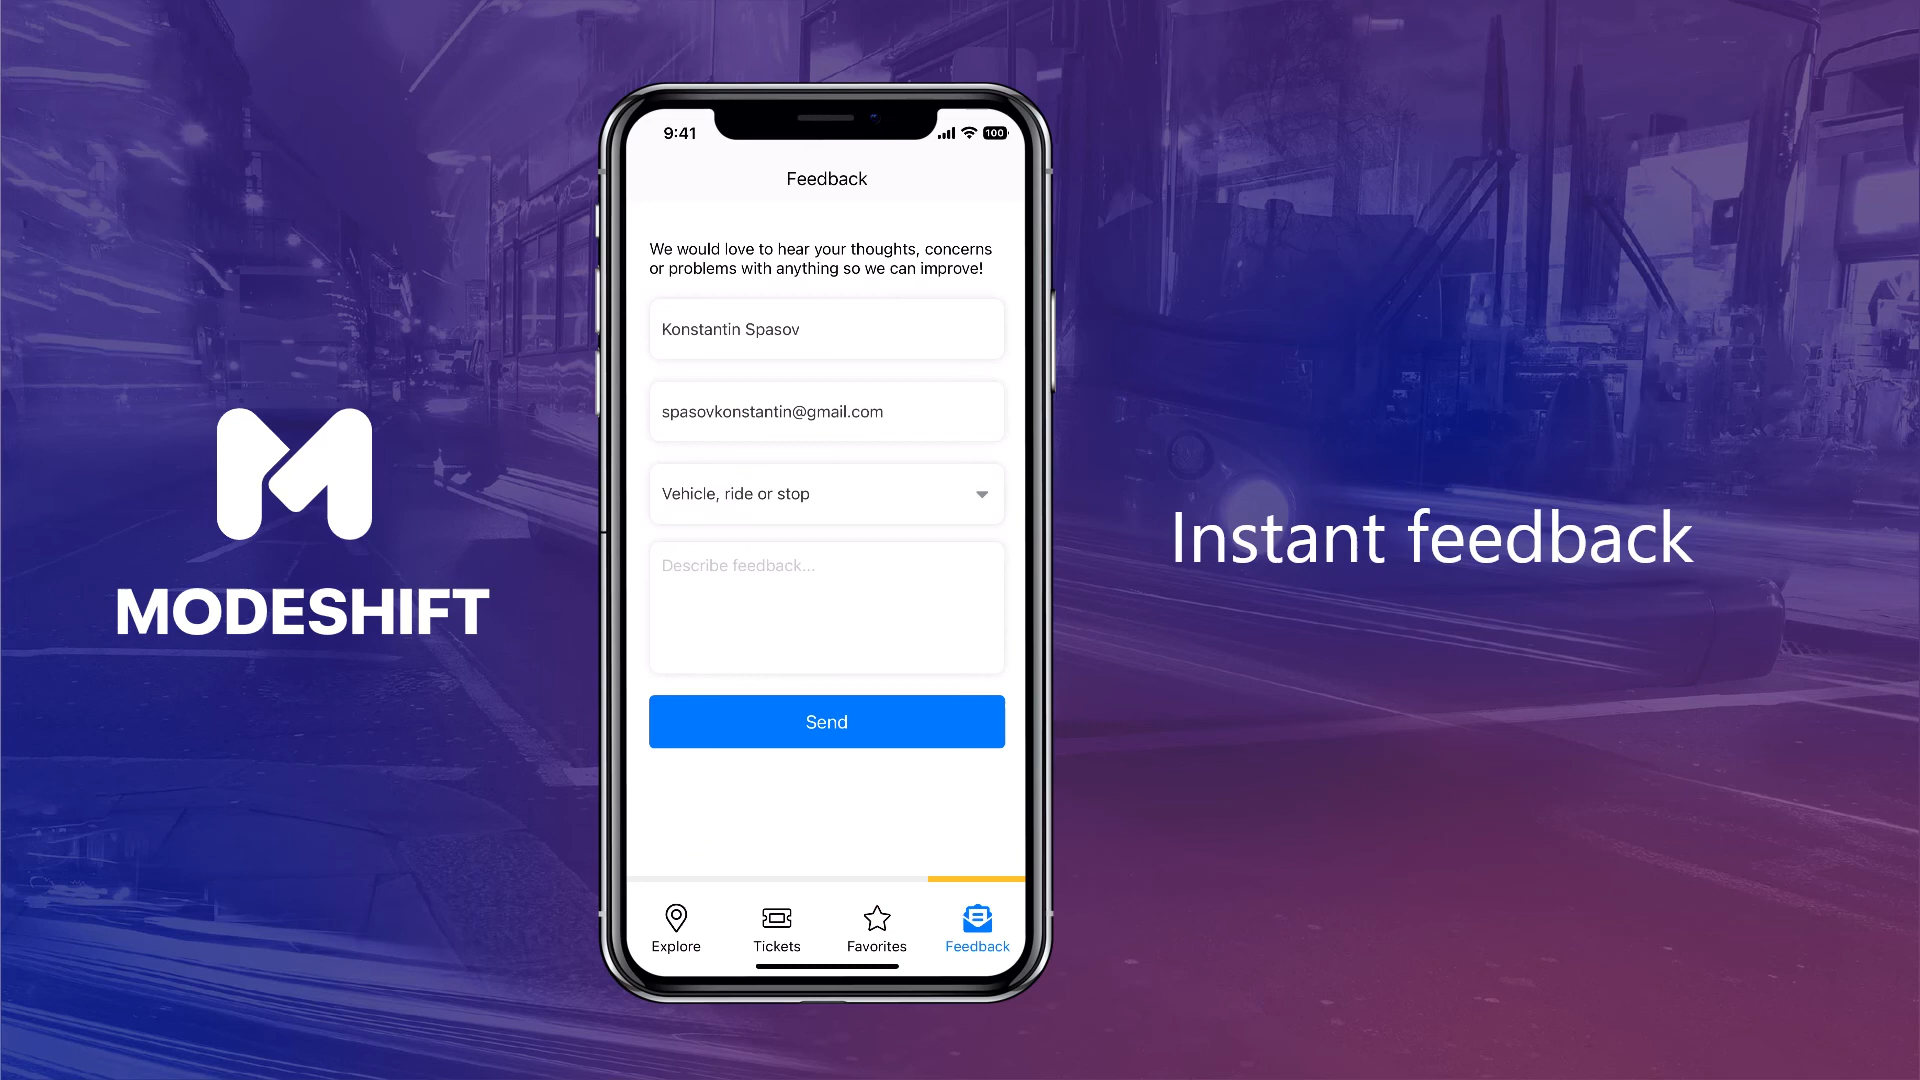 MODESHIFT
9:41
100
Feedback
We would love to hear your thoughts, concerns
or problems with anything so we can improve!
Konstantin Spasov
spasovkonstantin@gmail.com
Vehicle, ride or stop
Describe feedback...
Send
Explore
Tickets
Favorites
Feedback
Instant feedback